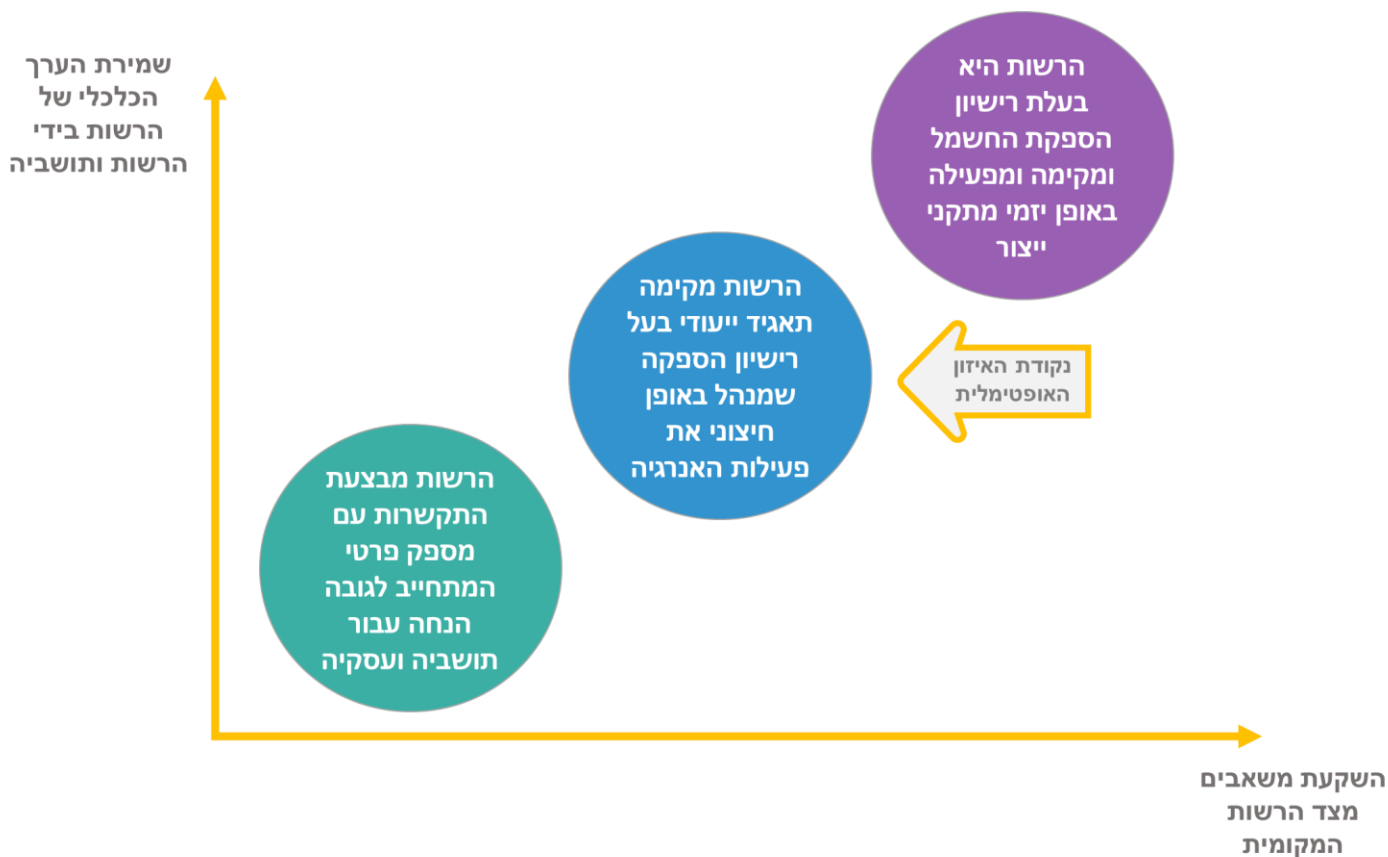 שמירת הערך
הכלכלי של
הרשות בידי
הרשות ותושביה
הרשות היא
בעלת רישיון
הספקת החשמל
ומקימה ומפעילה
באופן יזמי מתקני
ייצור
הרשות מקימה
תאגיד ייעודי בעל
רישיון הספקה
שמנהל באופן
חיצוני את
פעילות האנרגיה
נקודת האיזון
האופטימלית
הרשות מבצעת
התקשרות עם
מספק פרטי
המתחייב לגובה
הנחה עבור
תושביה ועסקיה
השקעת משאבים
מצד הרשות
המקומית